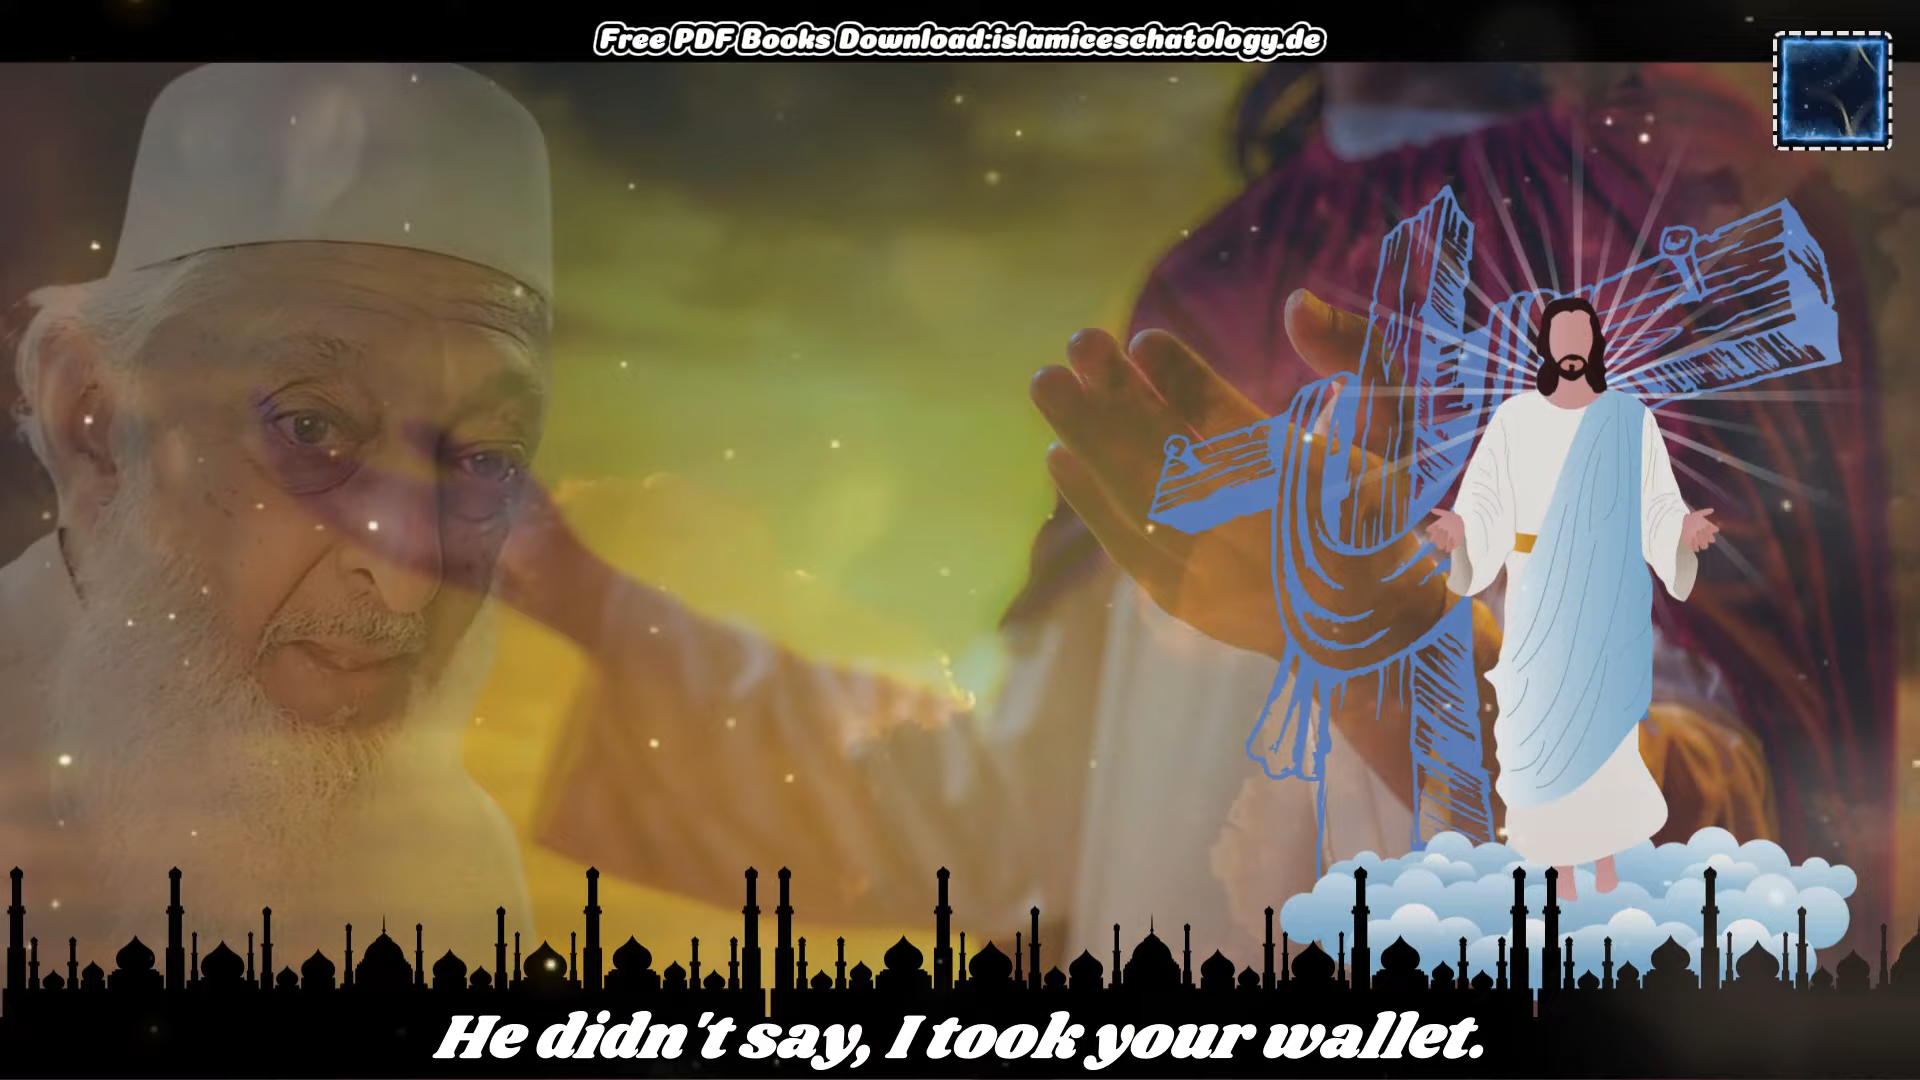 Free PDF Books Download:islamiceschatology.de
He didn't say, I took your wallet.